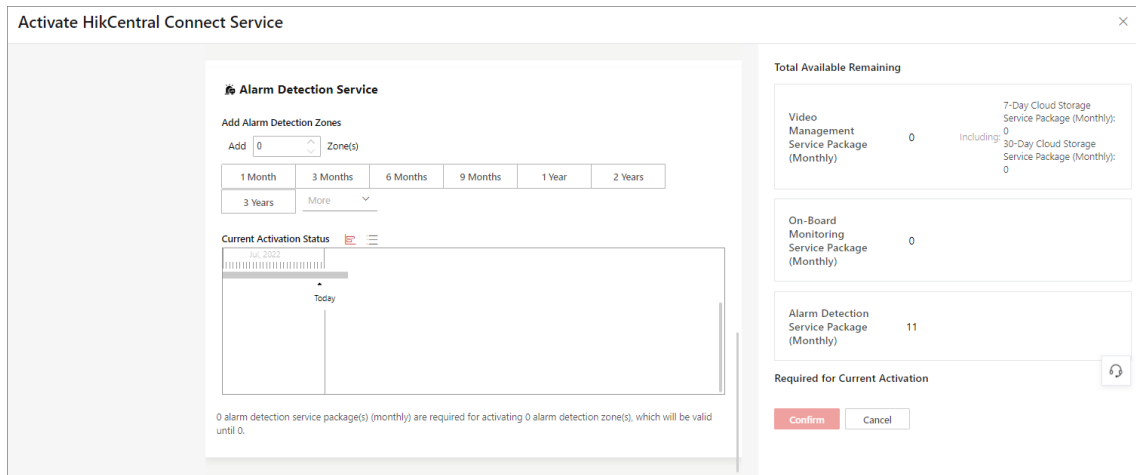 Activate HikCentral Connect Service
Alarm Detection Service
Add Alarm Detection Zones
Add 0 Zone(s)
1 Month 3 Months 6 Months 9 Months 1 Year 2 Years
3 Years More
Current Activation Status
Jul, 2022
Today
0 alarm detection service package(s) (monthly) are required for activating 0 alarm detection zone(s), which will be valid
until 0.
Total Available Remaining
Video
Management
Service Package
(Monthly)
0
Including:
7-Day Cloud Storage
Service Package (Monthly):
0
30-Day Cloud Storage
Service Package (Monthly):
0
On-Board
Monitoring
Service Package
(Monthly)
0
Alarm Detection
Service Package
(Monthly)
11
Required for Current Activation
Confirm Cancel